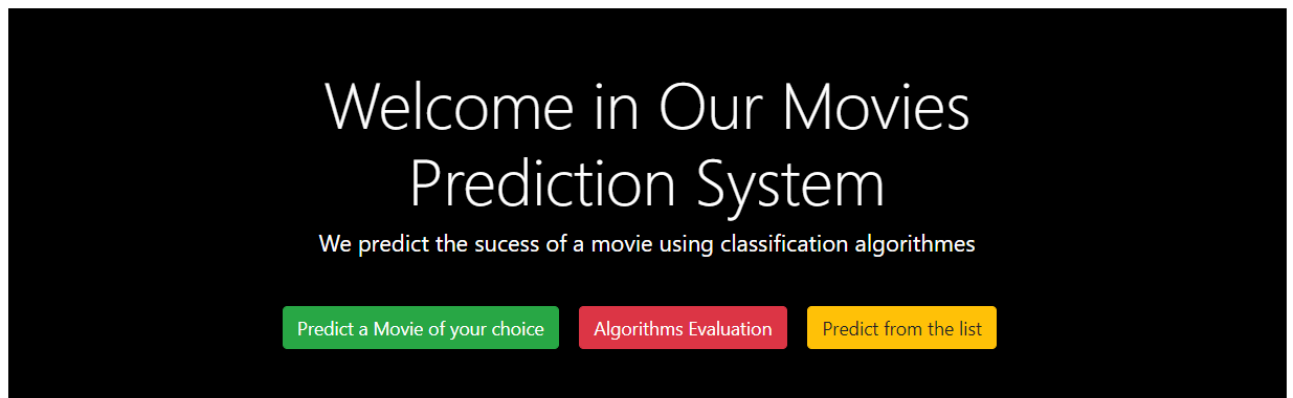 Welcome in Our Movies
Prediction System
We predict the sucess of a movie using classification algorithmes
Predict a Movie of your choice
Algorithms Evaluation
Predict from the list